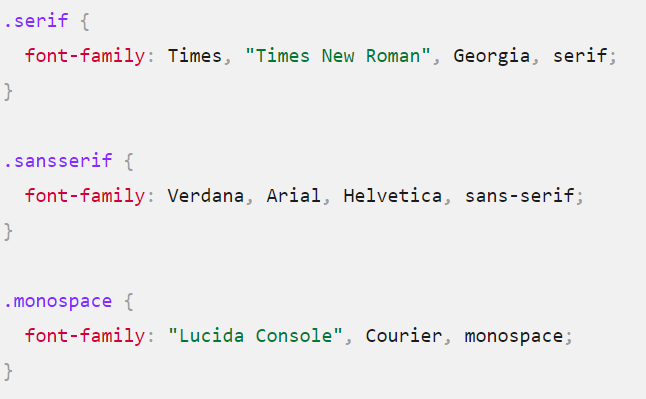 .serif {
  font-family: Times, "Times New Roman", Georgia, serif;
}

.sansserif {
  font-family: Verdana, Arial, Helvetica, sans-serif;
}

.monospace {
  font-family: "Lucida Console", Courier, monospace;
}